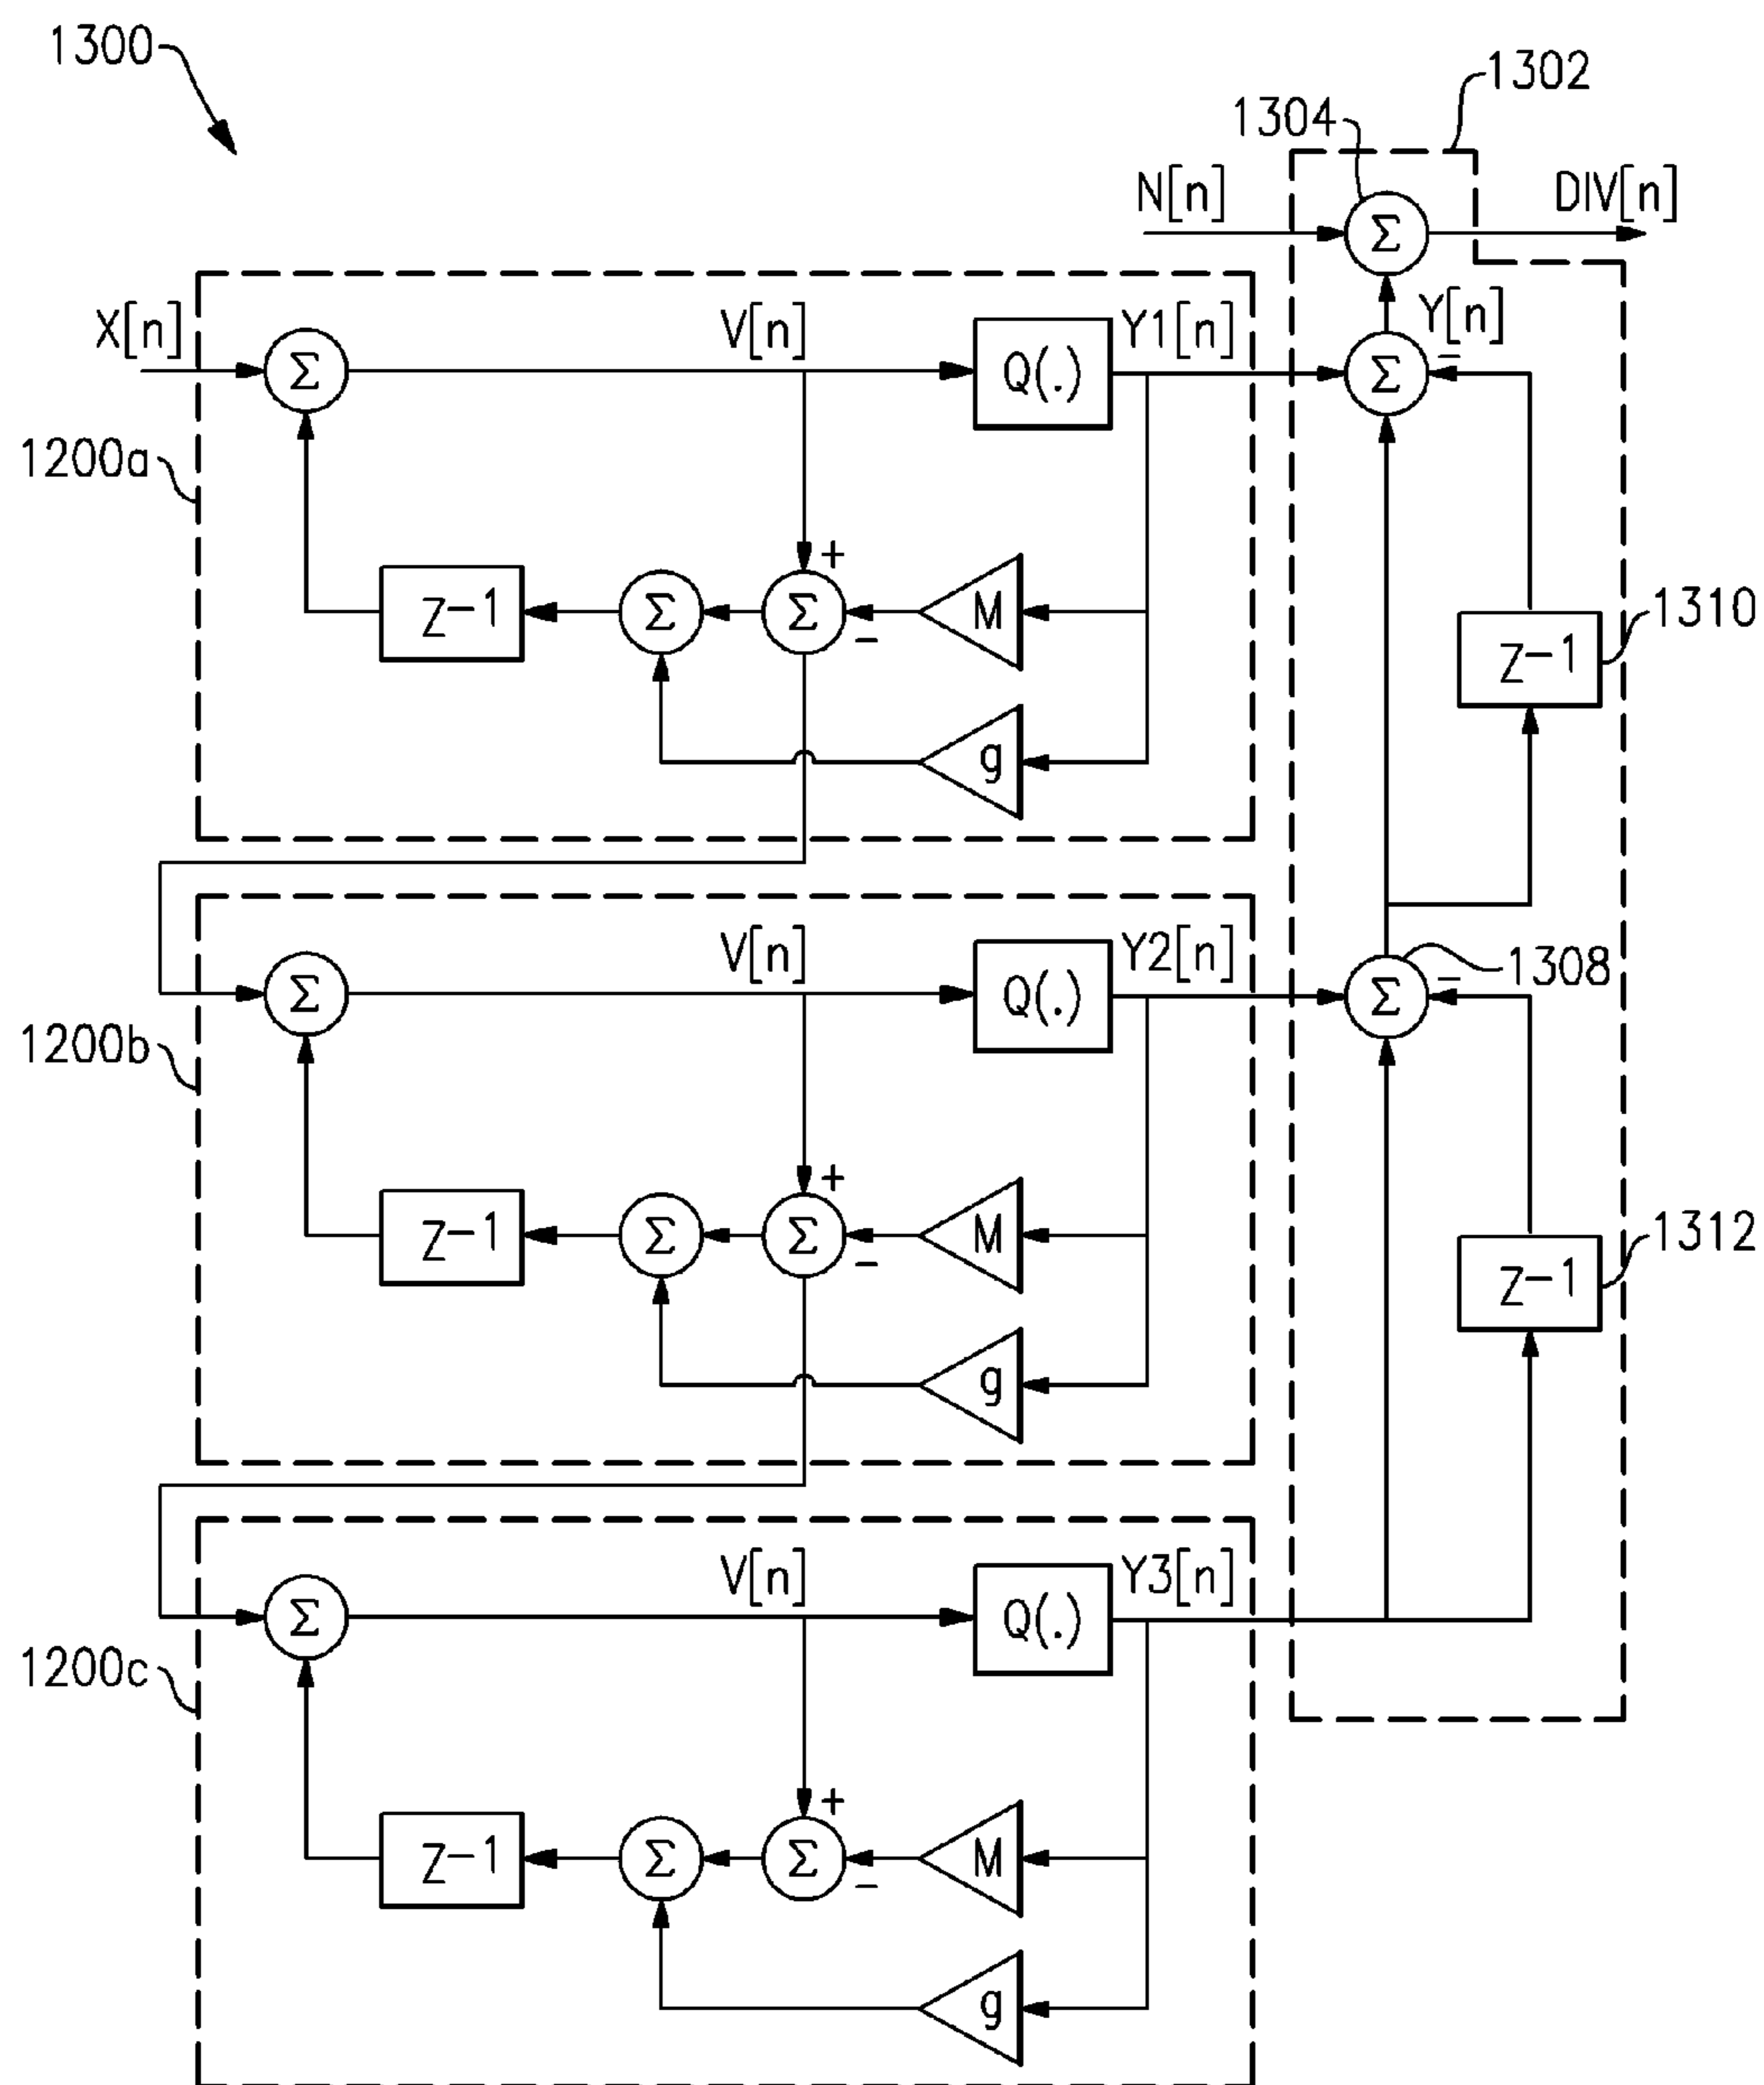 1300
1302
1304
N[n]
DIV[n]
Σ
X[n]
V[n]
Y1[n]
Y[n]
Σ
Q(.)
Σ
−
1200a
+
Z−1
Σ
Σ
−
M
1310
Z−1
g
V[n]
Y2[n]
Σ
Q(.)
Σ
−
1308
1200b
+
Z−1
Σ
Σ
−
M
1312
Z−1
g
V[n]
Y3[n]
Σ
Q(.)
1200c
+
Z−1
Σ
Σ
−
M
g